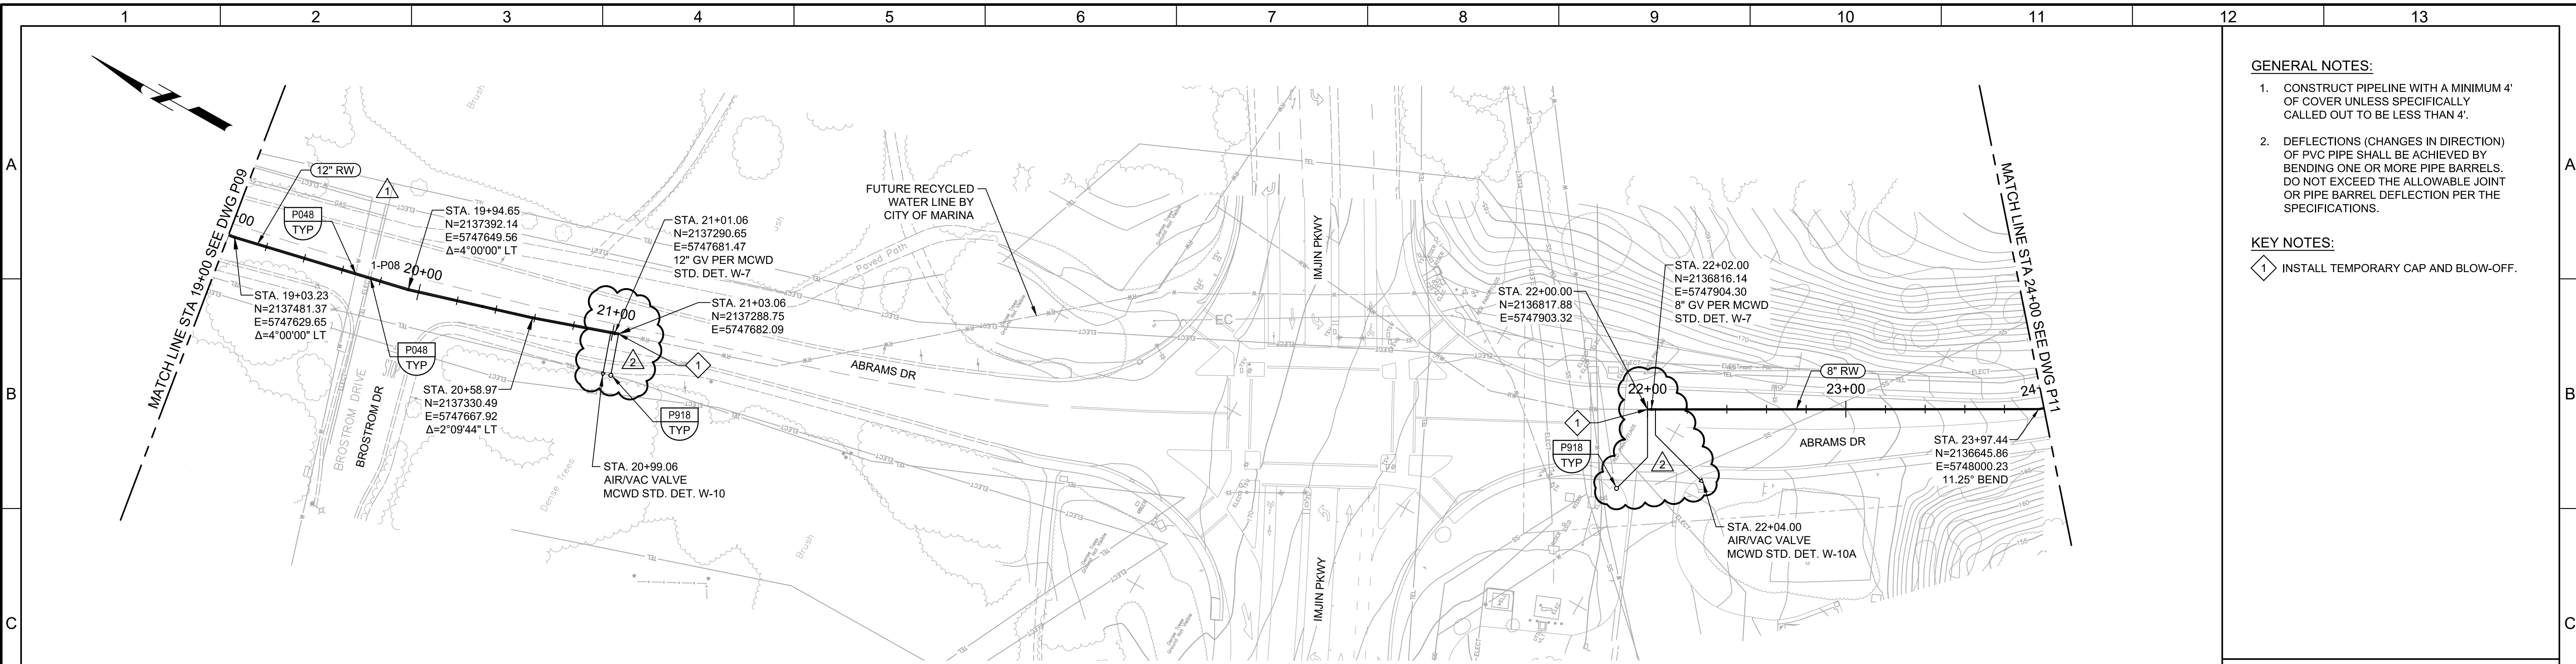 1 2 3 4 5 6 7 8 9 10 11 12 13
A
B
C
A
B
C
MATCH LINE STA 19+00 SEE DWG P09
+00
12" RW
P048
TYP
1
1-P08
20+00
STA. 19+94.65
N=2137392.14
E=5747649.56
Δ=4°00'00" LT
STA. 19+03.23
N=2137481.37
E=5747629.65
Δ=4°00'00" LT
P048
TYP
BROSTROM DRIVE
BROSTROM DR
STA. 20+58.97
N=2137330.49
E=5747667.92
Δ=2°09'44" LT
STA. 21+01.06
N=2137290.65
E=5747681.47
12" GV PER MCWD
STD. DET. W-7
STA. 21+03.06
N=2137288.75
E=5747682.09
21+00
2
1
P918
TYP
STA. 20+99.06
AIR/VAC VALVE
MCWD STD. DET. W-10
Brush
Dense Trees
Brush
Paved Path
FUTURE RECYCLED
WATER LINE BY
CITY OF MARINA
ABRAMS DR
IMJIN PKWY
IMJIN PKWY
EC
STA. 22+00.00
N=2136817.88
E=5747903.32
STA. 22+02.00
N=2136816.14
E=5747904.30
8" GV PER MCWD
STD. DET. W-7
22+00
1
P918
TYP
2
8" RW
23+00
24
ABRAMS DR
STA. 23+97.44
N=2136645.86
E=5748000.23
11.25° BEND
STA. 22+04.00
AIR/VAC VALVE
MCWD STD. DET. W-10A
170
165
160
155
MATCH LINE STA 24+00 SEE DWG P11
GENERAL NOTES:
1. CONSTRUCT PIPELINE WITH A MINIMUM 4'
OF COVER UNLESS SPECIFICALLY
CALLED OUT TO BE LESS THAN 4'.
2. DEFLECTIONS (CHANGES IN DIRECTION)
OF PVC PIPE SHALL BE ACHIEVED BY
BENDING ONE OR MORE PIPE BARRELS.
DO NOT EXCEED THE ALLOWABLE JOINT
OR PIPE BARREL DEFLECTION PER THE
SPECIFICATIONS.
KEY NOTES:
1 INSTALL TEMPORARY CAP AND BLOW-OFF.